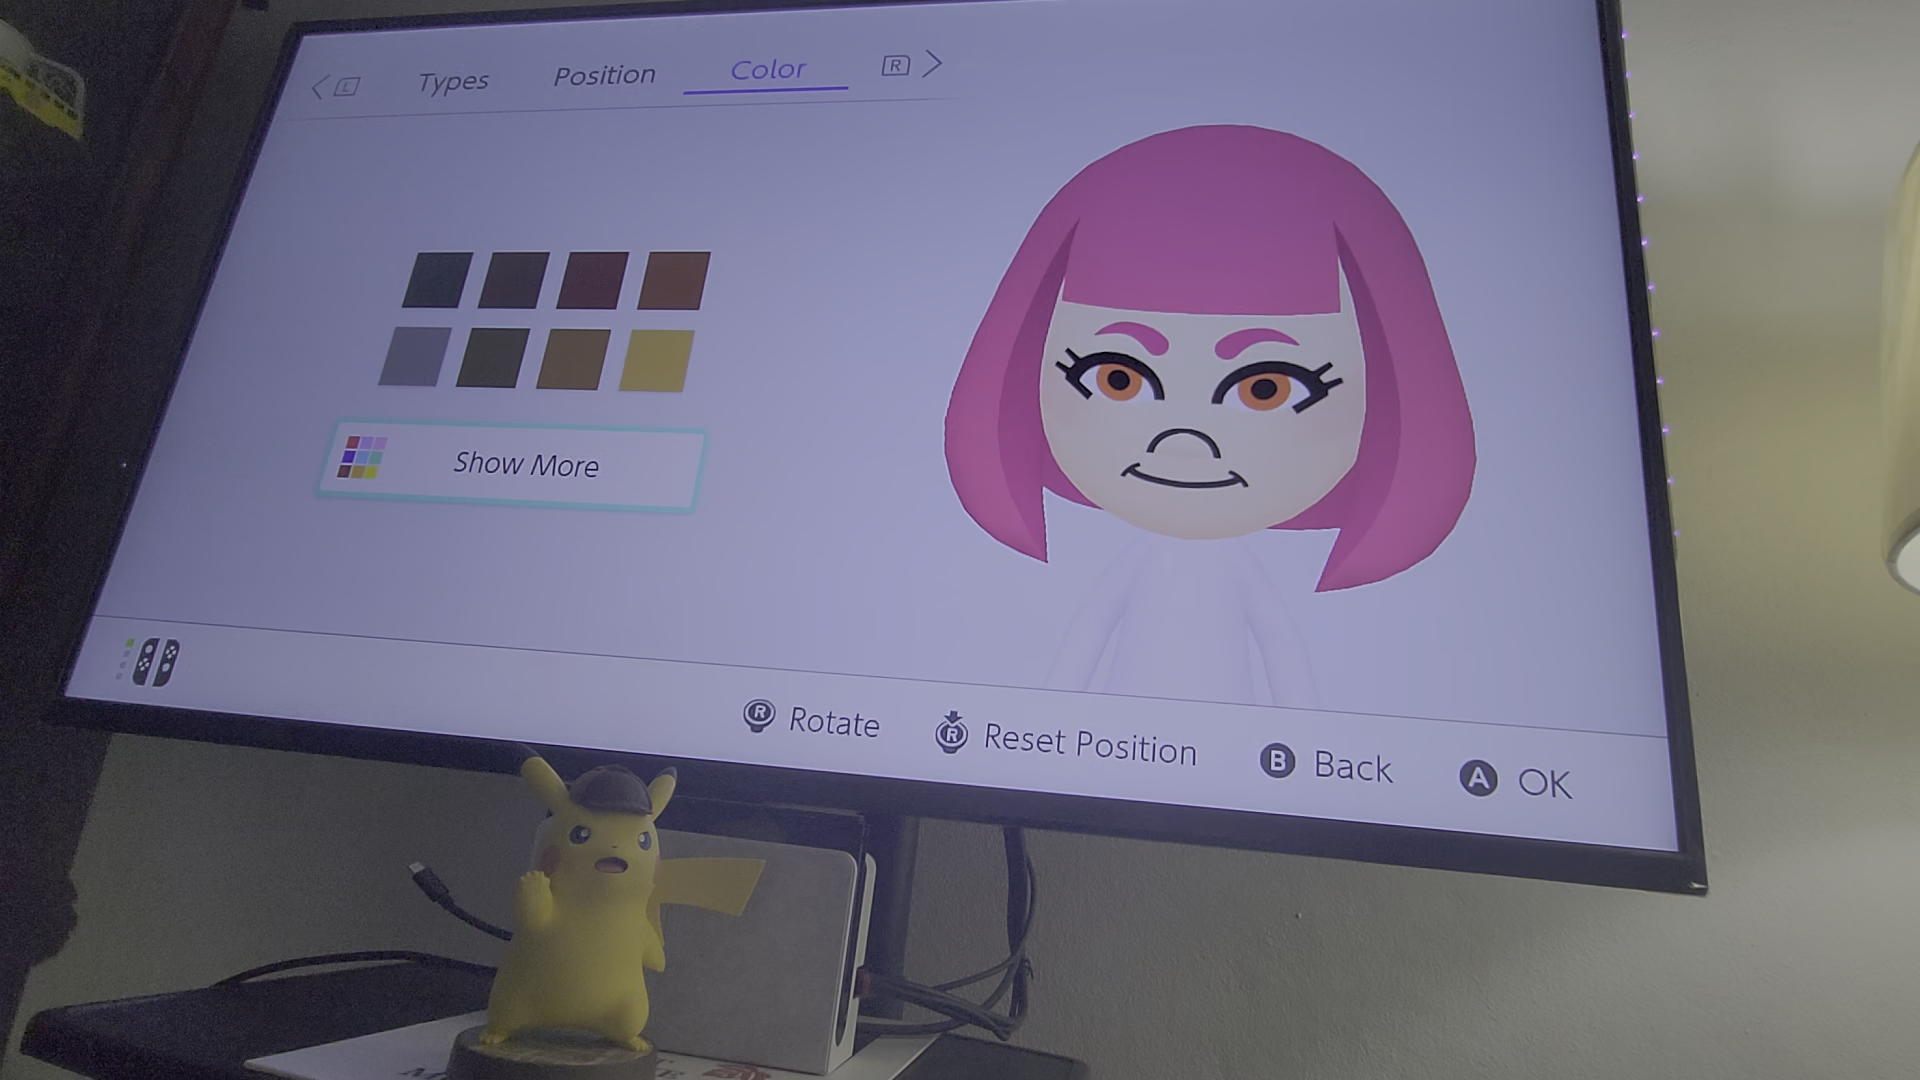 L Types Position Color R
Show More
R Rotate R Reset Position B Back A OK